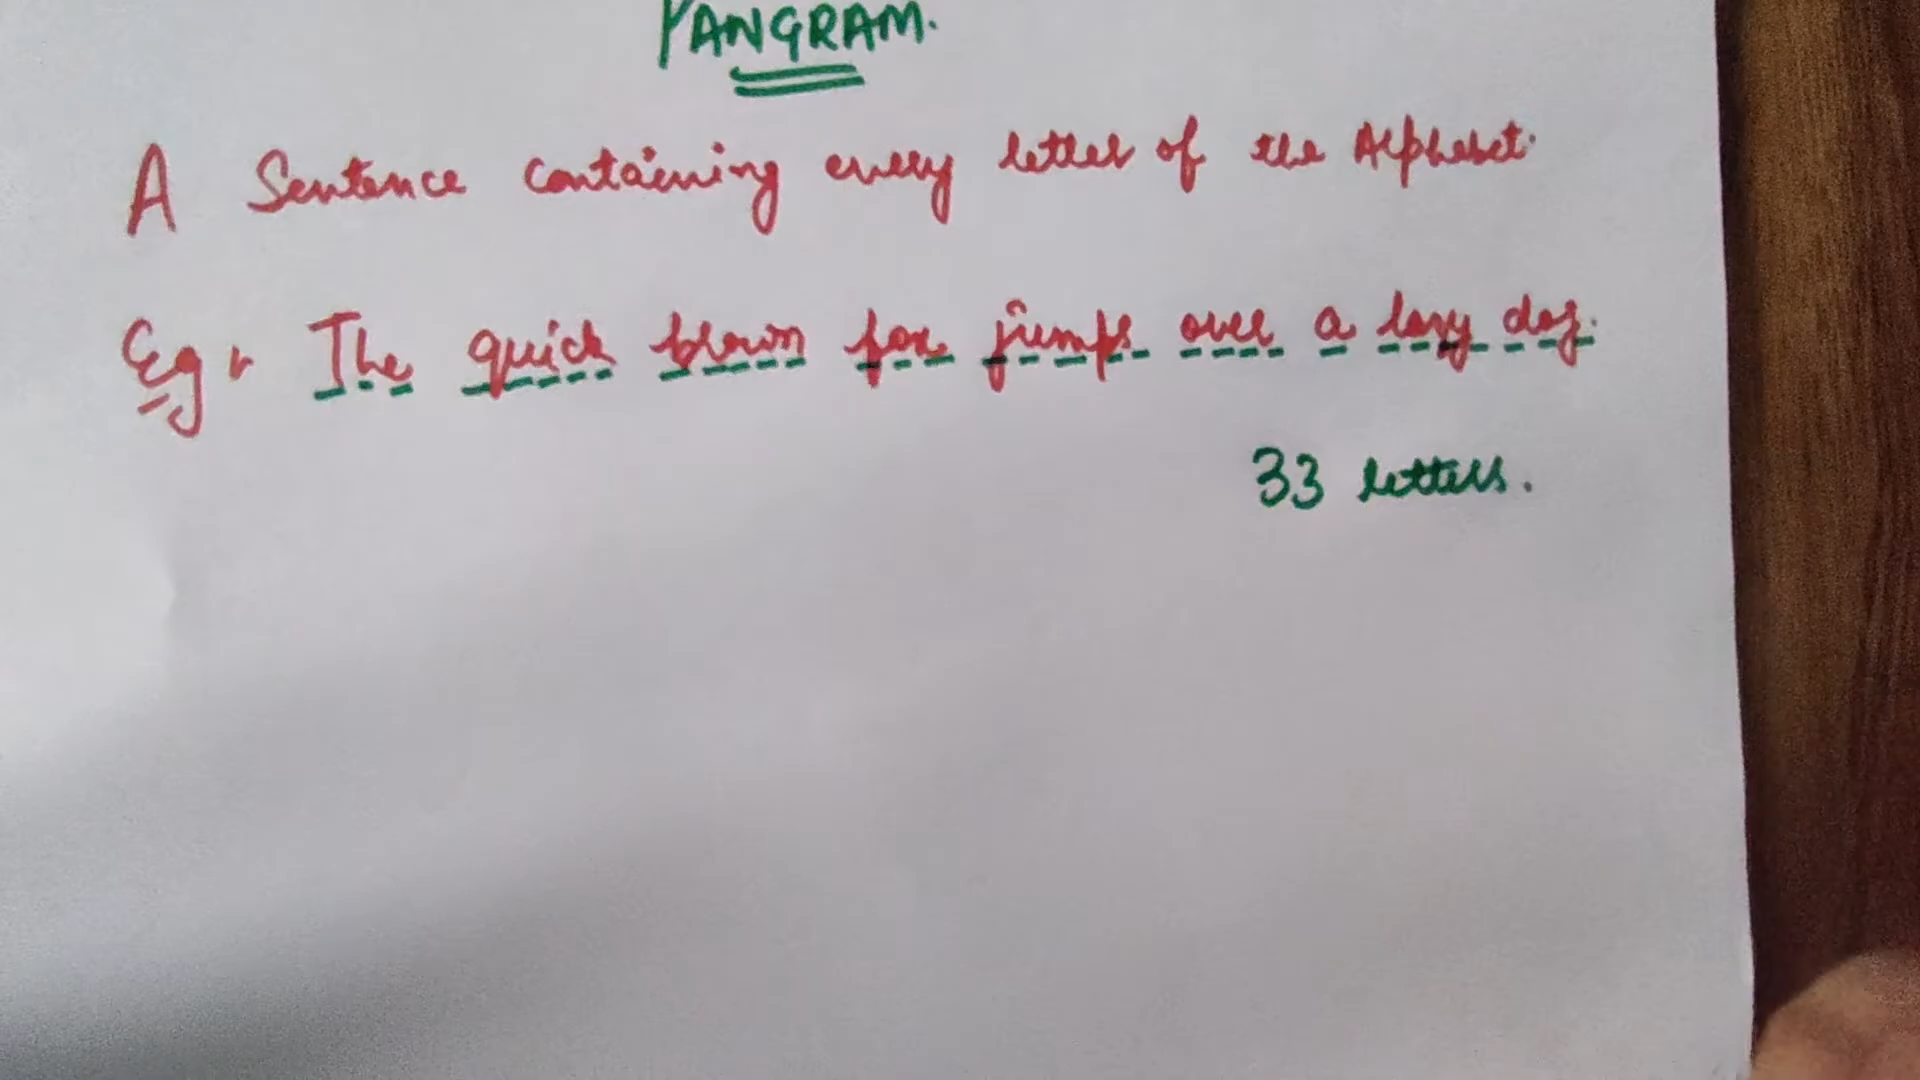 PANGRAM.
A Sentence containing every letter of the Alphabet.
Eg:- The quick brown fox jumps over a lazy dog.
33 letters.